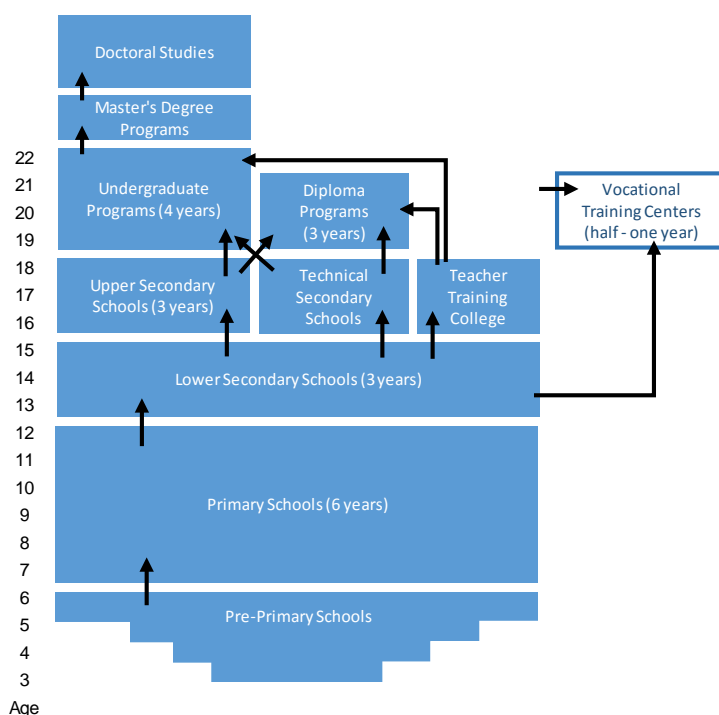 Doctoral Studies
Master's Degree
Programs
22
21
20
19
Undergraduate
Programs (4 years)
Diploma
Programs
(3 years)
Vocational
Training Centers
(half - one year)
18
17
16
Upper Secondary
Schools (3 years)
Technical
Secondary
Schools
Teacher
Training
College
15
14
13
Lower Secondary Schools (3 years)
12
11
10
9
8
7
Primary Schools (6 years)
6
5
4
3
Pre-Primary Schools
Age